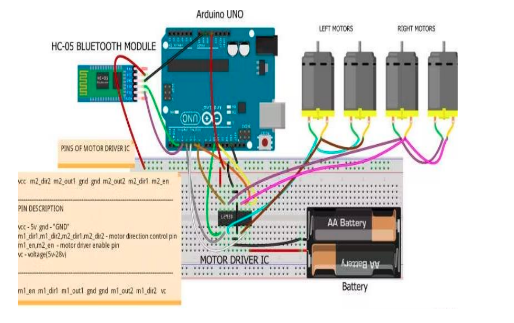 Arduino UNO
LEFT MOTORS
RIGHT MOTORS
HC-05 BLUETOOTH MODULE
UNO
PINS OF MOTOR DRIVER IC
vcc m2_dir2 m2_out1 gnd gnd m2_out2 m2_dir1 m2_en
PIN DESCRIPTION
vcc - 5v gnd - "GND"
m1_dir1,m1_dir2,m2_dir1,m2_dir2 - motor direction control pin
m1_en,m2_en - motor driver enable pin
vc - voltage(5v-28v)
m1_en m1_dir1 m1_out1 gnd gnd m1_out2 m1_dir2 vc
L293D
MOTOR DRIVER IC
AA Battery
AA Battery
Battery